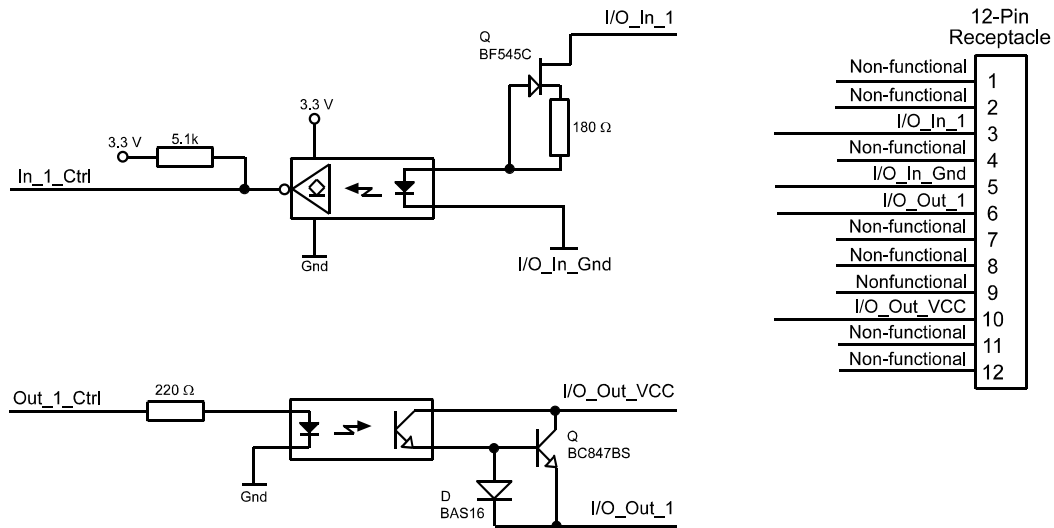 I/O_In_1
Q
BF545C
3.3 V
180 Ω
3.3 V
5.1k
In_1_Ctrl
Gnd
I/O_In_Gnd
Out_1_Ctrl
220 Ω
I/O_Out_VCC
Q
BC847BS
Gnd
D
BAS16
I/O_Out_1
12-Pin
Receptacle
Non-functional
1
Non-functional
2
I/O_In_1
3
Non-functional
4
I/O_In_Gnd
5
I/O_Out_1
6
Non-functional
7
Non-functional
8
Nonfunctional
9
I/O_Out_VCC
10
Non-functional
11
Non-functional
12